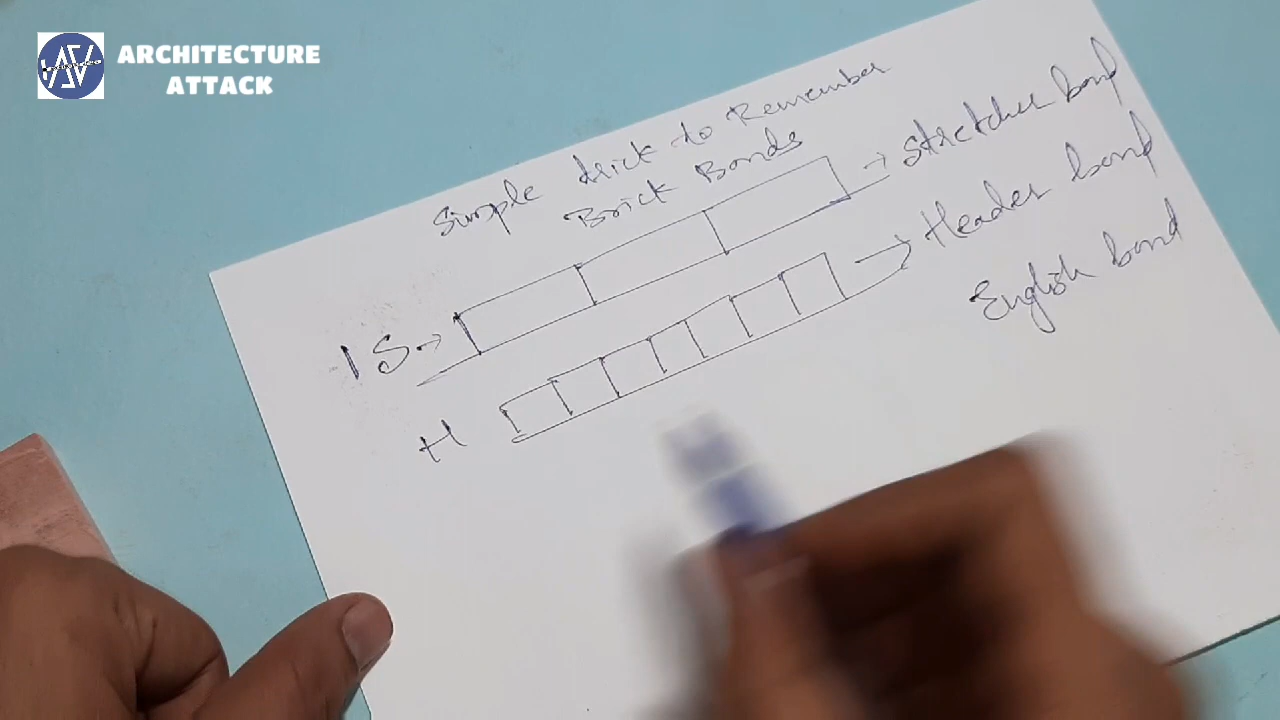 ARCHITECTURE
ATTACK
Simple trick to Remember
Brick Bonds
1 S→
→ Stretcher bond
H
→ Header bond
English bond